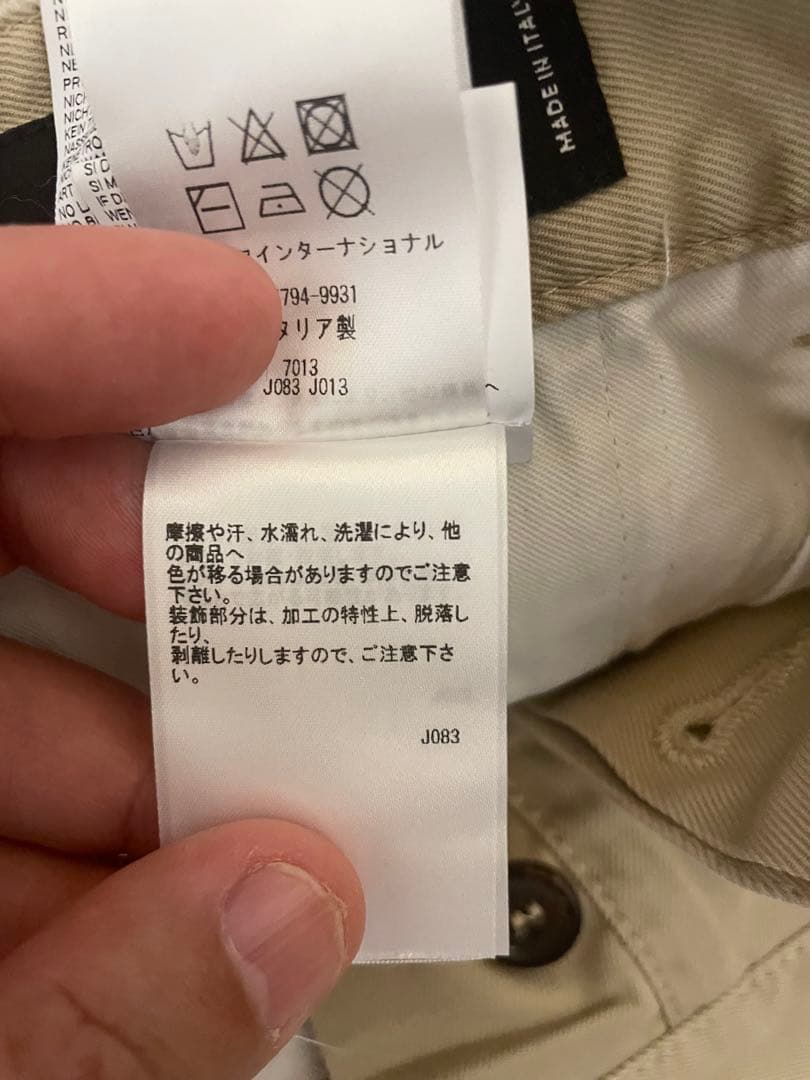 MADE IN ITALY
インターナショナル
794-9931
タリア製
7013
J083 J013
摩擦や汗、水濡れ、洗濯により、他
の商品へ
色が移る場合がありますのでご注意
下さい。
装飾部分は、加工の特性上、脱落し
たり、
剥離したりしますので、ご注意下さ
い。
J083